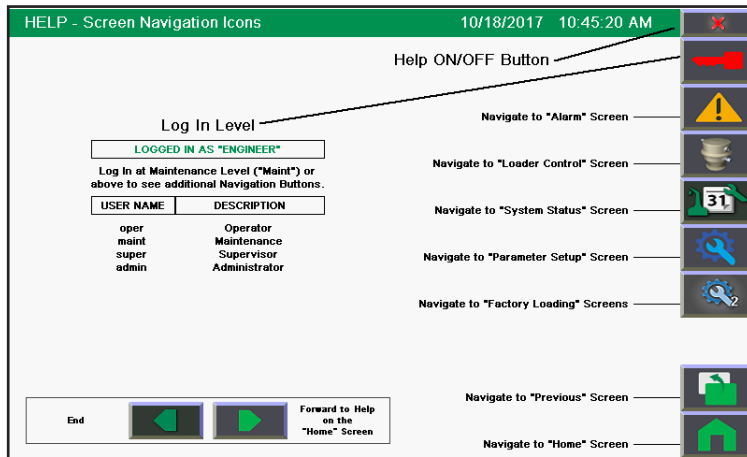 HELP - Screen Navigation Icons
10/18/2017 10:45:20 AM
Help ON/OFF Button
Log In Level
LOGGED IN AS "ENGINEER"
Log In at Maintenance Level ("Maint") or
above to see additional Navigation Buttons.
USER NAME DESCRIPTION
oper Operator
maint Maintenance
super Supervisor
admin Administrator
Navigate to "Alarm" Screen
Navigate to "Loader Control" Screen
Navigate to "System Status" Screen
31
Navigate to "Parameter Setup" Screen
Navigate to "Factory Loading" Screens
2
Navigate to "Previous" Screen
Navigate to "Home" Screen
End
Forward to Help
on the
"Home" Screen